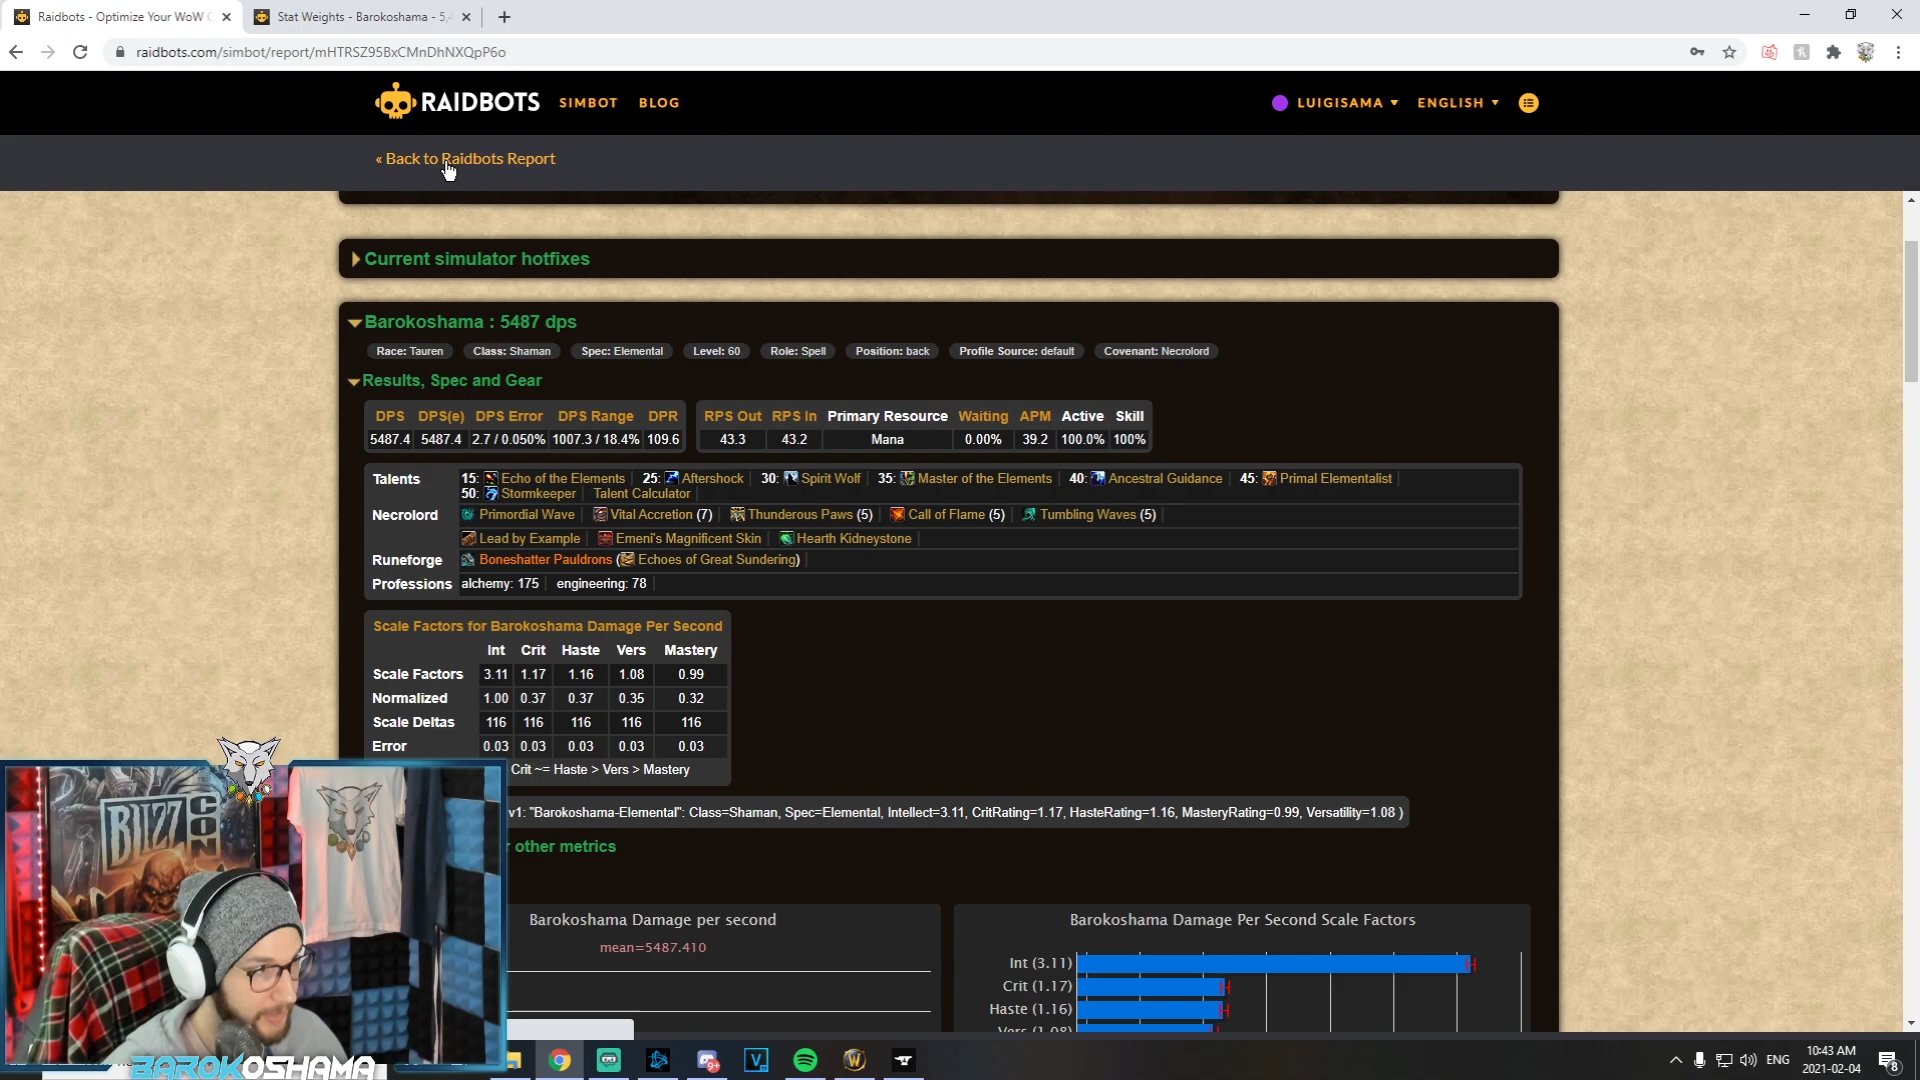 Raidbots - Optimize Your WoW C
Stat Weights - Barokoshama - 5,4
raidbots.com/simbot/report/mHTRSZ95BxCMnDhNXQpP6o
RAIDBOTS SIMBOT BLOG LUIGISAMA ENGLISH
« Back to Raidbots Report
Current simulator hotfixes
Barokoshama : 5487 dps
Race: Tauren Class: Shaman Spec: Elemental Level: 60 Role: Spell Position: back Profile Source: default Covenant: Necrolord
Results, Spec and Gear
DPS DPS(e) DPS Error DPS Range DPR RPS Out RPS In Primary Resource Waiting APM Active Skill
5487.4 5487.4 2.7 / 0.050% 1007.3 / 18.4% 109.6 43.3 43.2 Mana 0.00% 39.2 100.0% 100%
Talents 15: Echo of the Elements 25: Aftershock 30: Spirit Wolf 35: Master of the Elements 40: Ancestral Guidance 45: Primal Elementalist
50: Stormkeeper Talent Calculator
Necrolord Primordial Wave Vital Accretion (7) Thunderous Paws (5) Call of Flame (5) Tumbling Waves (5)
Lead by Example Emeni's Magnificent Skin Hearth Kidneystone
Runeforge Boneshatter Pauldrons (Echoes of Great Sundering)
Professions alchemy: 175 engineering: 78
Scale Factors for Barokoshama Damage Per Second
Int Crit Haste Vers Mastery
Scale Factors 3.11 1.17 1.16 1.08 0.99
Normalized 1.00 0.37 0.37 0.35 0.32
Scale Deltas 116 116 116 116 116
Error 0.03 0.03 0.03 0.03 0.03
Crit ~= Haste > Vers > Mastery
v1: "Barokoshama-Elemental": Class=Shaman, Spec=Elemental, Intellect=3.11, CritRating=1.17, HasteRating=1.16, MasteryRating=0.99, Versatility=1.08 )
r other metrics
Barokoshama Damage per second
mean=5487.410
Barokoshama Damage Per Second Scale Factors
Int (3.11)
Crit (1.17)
Haste (1.16)
Vers (1.08)
BLIZZ
CON
BAROKOSHAMA
9+
ENG
10:43 AM
2021-02-04
8